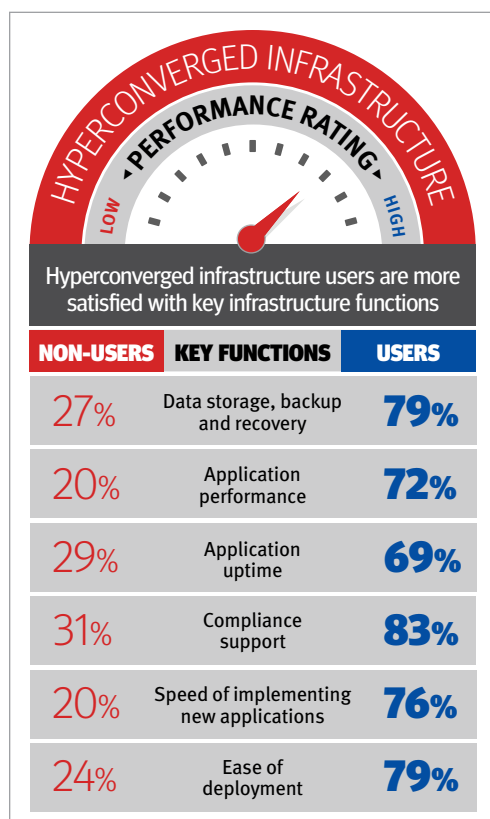 HYPERCONVERGED INFRASTRUCTURE
◄PERFORMANCE RATING►
LOW
HIGH
Hyperconverged infrastructure users are more
satisfied with key infrastructure functions
NON-USERS KEY FUNCTIONS USERS
27% Data storage, backup 79%
and recovery
20% Application 72%
performance
29% Application 69%
uptime
31% Compliance 83%
support
20% Speed of implementing 76%
new applications
24% Ease of 79%
deployment